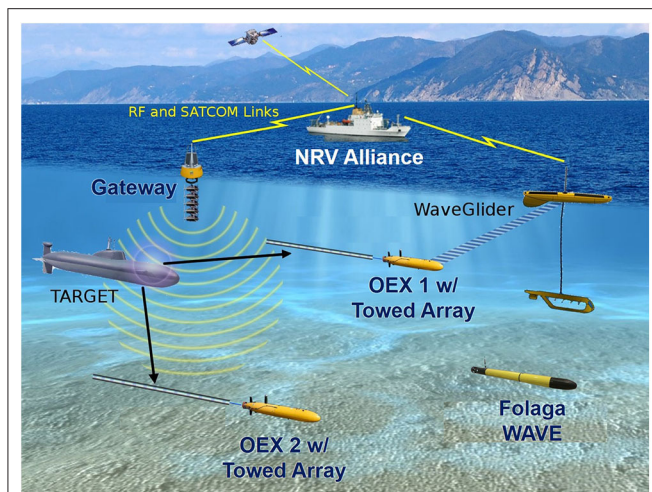 RF and SATCOM Links
NRV Alliance
Gateway
WaveGlider
TARGET
OEX 1 w/
Towed Array
Folaga
WAVE
OEX 2 w/
Towed Array